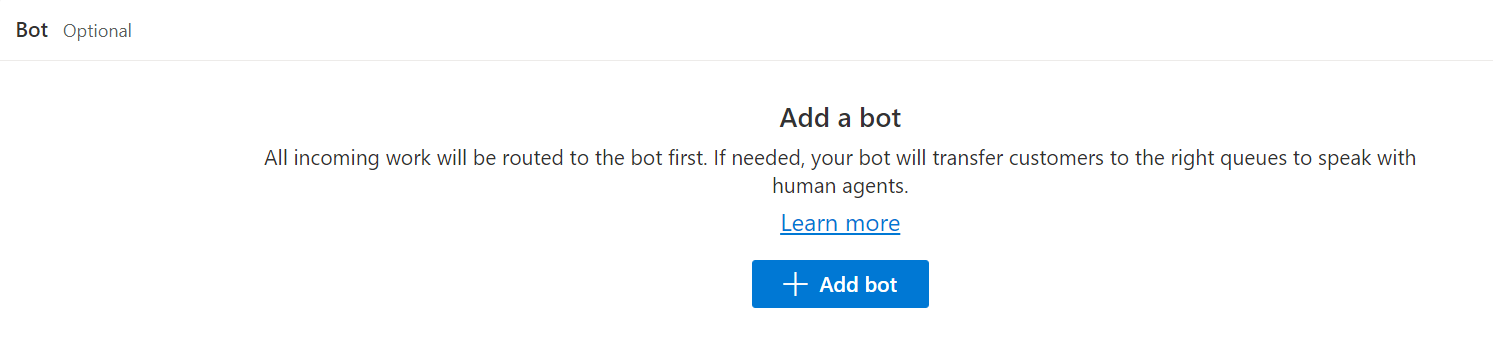 Bot Optional
Add a bot
All incoming work will be routed to the bot first. If needed, your bot will transfer customers to the right queues to speak with
human agents.
Learn more
Add bot